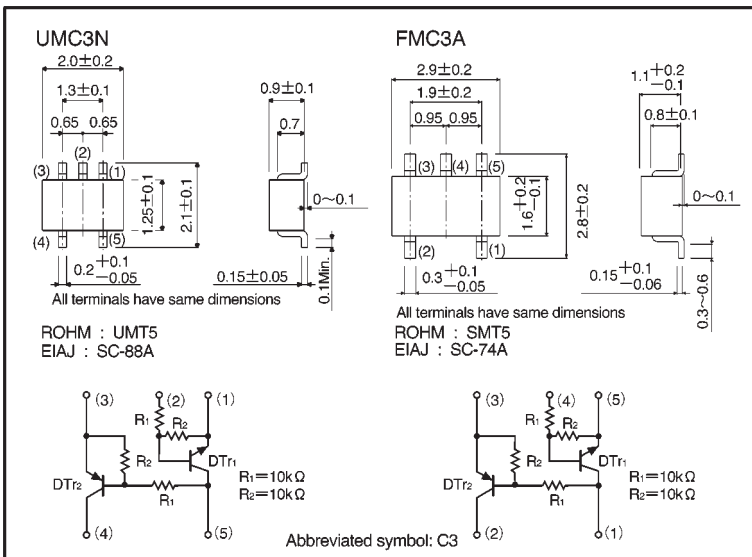 UMC3N
2.0±0.2
1.3±0.1
0.65 0.65
(3) (2) (1)
(4) (5)
1.25±0.1
2.1±0.1
0.2 +0.1 −0.05
0.9±0.1
0.7
0~0.1
0.15±0.05
0.1Min.
All terminals have same dimensions
ROHM : UMT5
EIAJ : SC-88A
FMC3A
2.9±0.2
1.9±0.2
0.95 0.95
(3) (4) (5)
(2) (1)
1.6 +0.2 −0.1
2.8±0.2
0.3 +0.1 −0.05
1.1 +0.2 −0.1
0.8±0.1
0~0.1
0.15 +0.1 −0.06
0.3~0.6
All terminals have same dimensions
ROHM : SMT5
EIAJ : SC-74A
(3) (2) (1)
R1
R2
R2
DTr1
DTr2
R1
R1=10kΩ
R2=10kΩ
(4) (5)
(3) (4) (5)
R1
R2
R2
DTr1
DTr2
R1
R1=10kΩ
R2=10kΩ
(2) (1)
Abbreviated symbol: C3